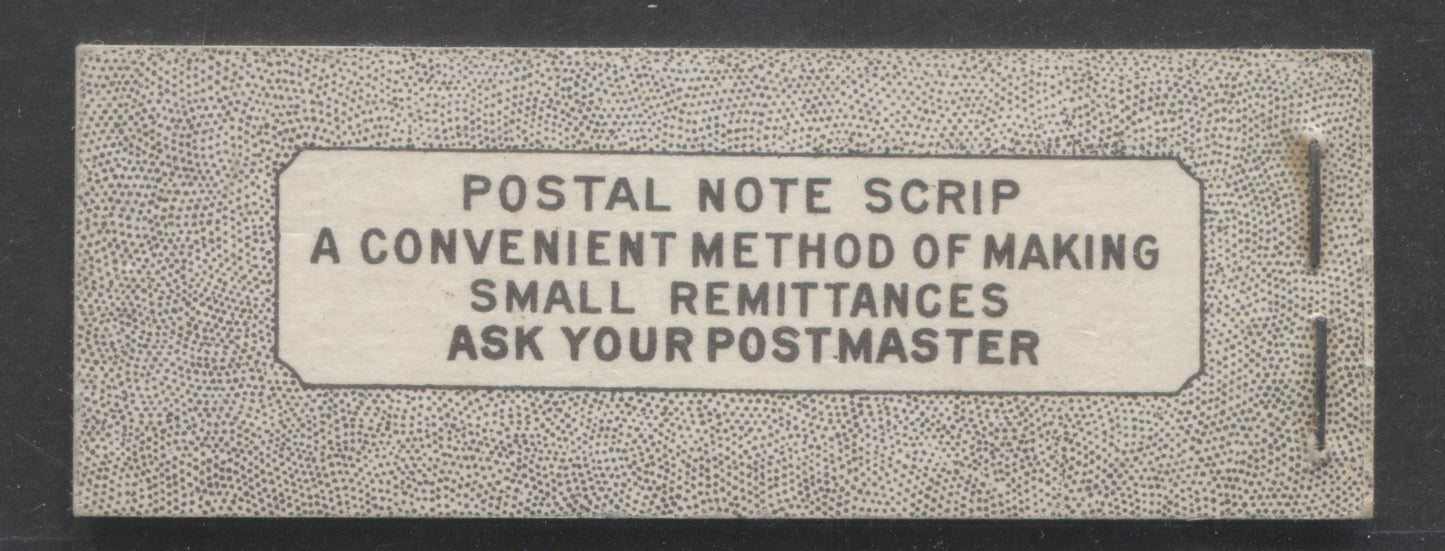 POSTAL NOTE SCRIP
A CONVENIENT METHOD OF MAKING
SMALL REMITTANCES
ASK YOUR POSTMASTER